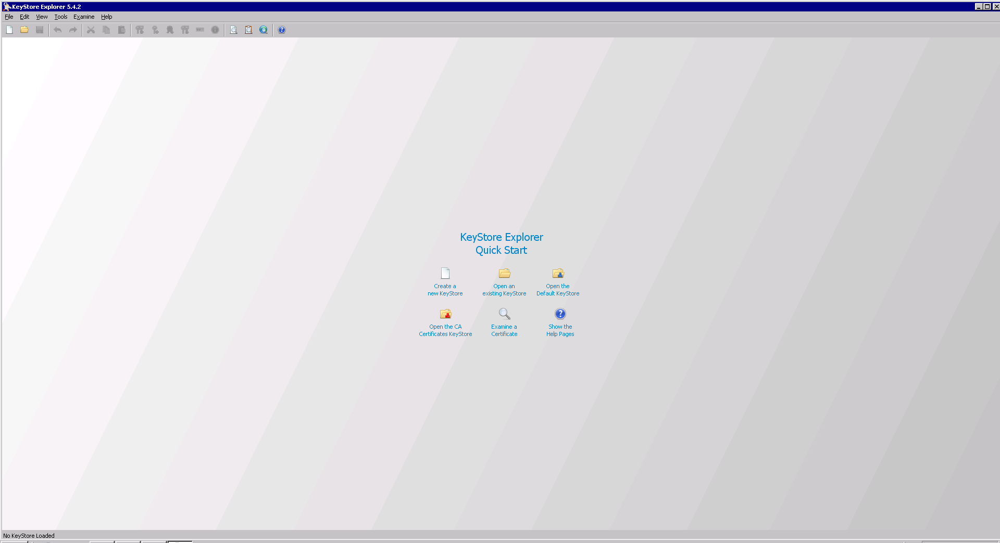 KeyStore Explorer 5.4.2
File Edit View Tools Examine Help
KeyStore Explorer
Quick Start
Create a
new KeyStore
Open an
existing KeyStore
Open the
Default KeyStore
Open the CA
Certificates KeyStore
Examine a
Certificate
Show the
Help Pages
No KeyStore Loaded